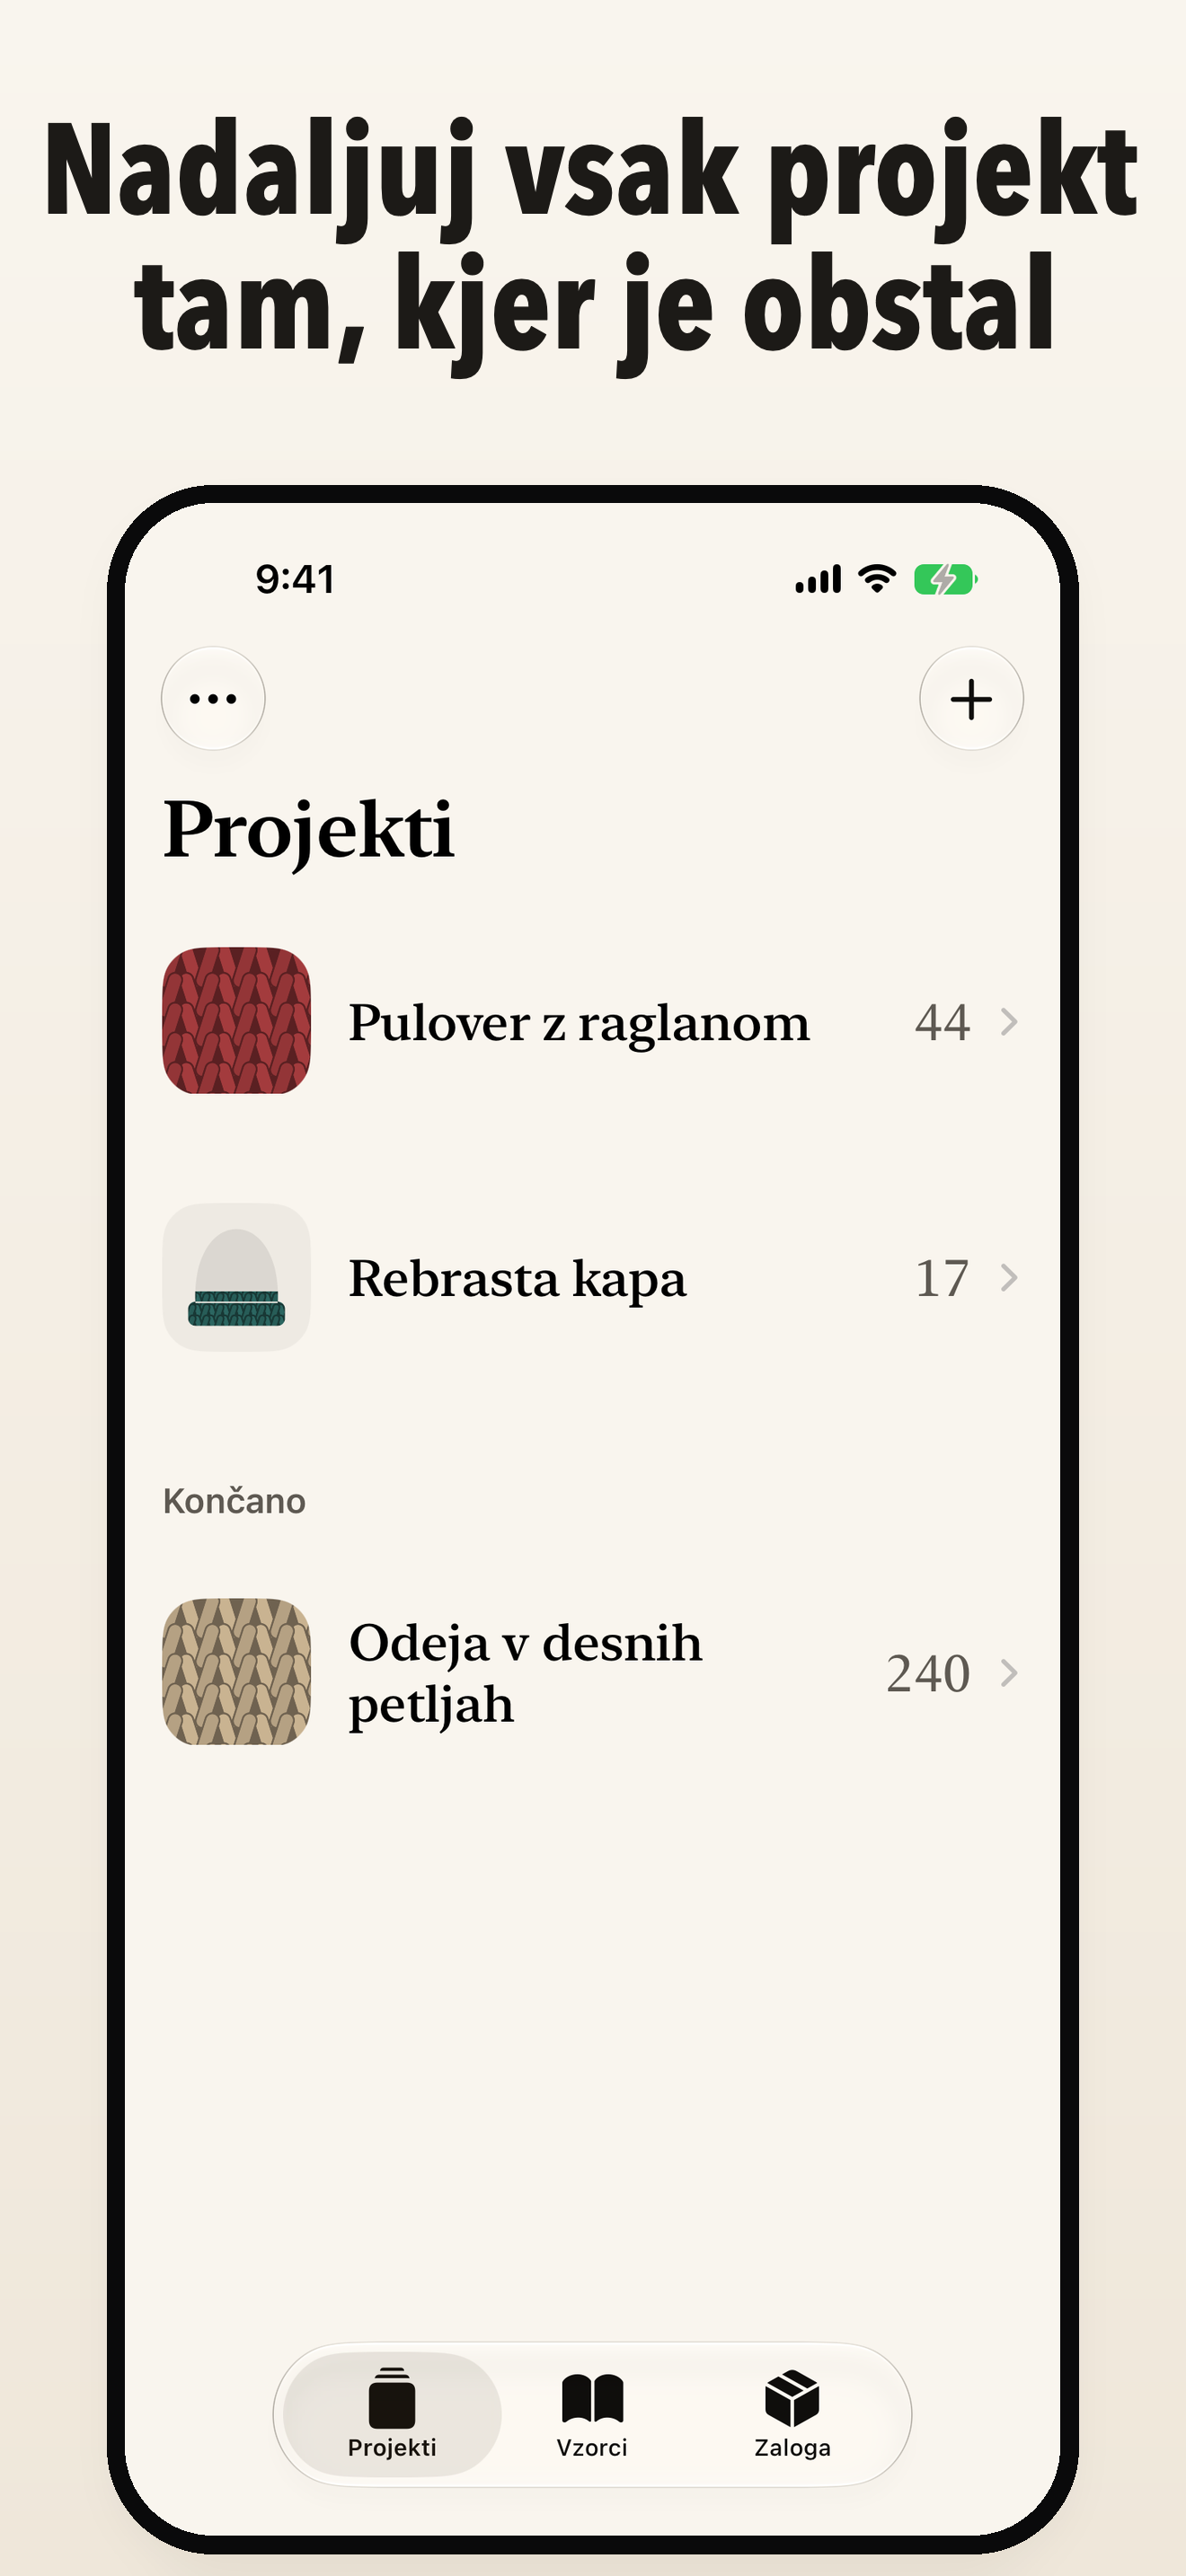 Nadaljuj vsak projekt
tam, kjer je obstal
9:41
Projekti
Pulover z raglanom 44
Rebrasta kapa 17
Končano
Odeja v desnih
petljah 240
Projekti Vzorci Zaloga